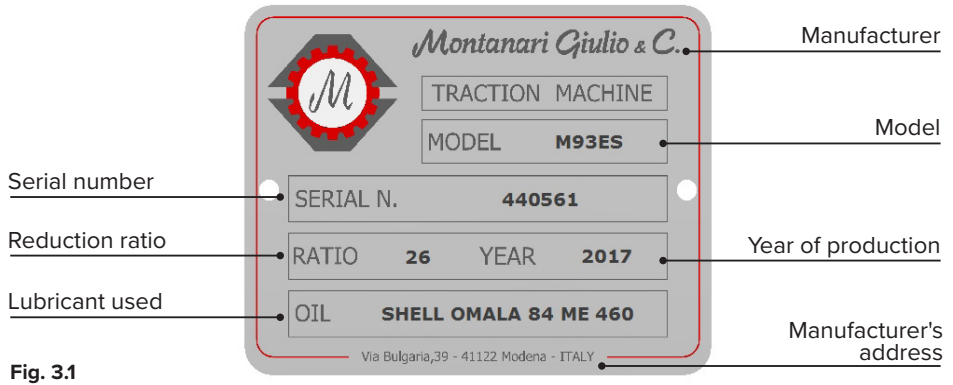 Montanari Giulio & C.
Manufacturer
M
TRACTION MACHINE
MODEL M93ES
Model
Serial number
SERIAL N. 440561
Reduction ratio
RATIO 26 YEAR 2017
Year of production
Lubricant used
OIL SHELL OMALA 84 ME 460
Via Bulgaria,39 - 41122 Modena - ITALY
Manufacturer's
address
Fig. 3.1